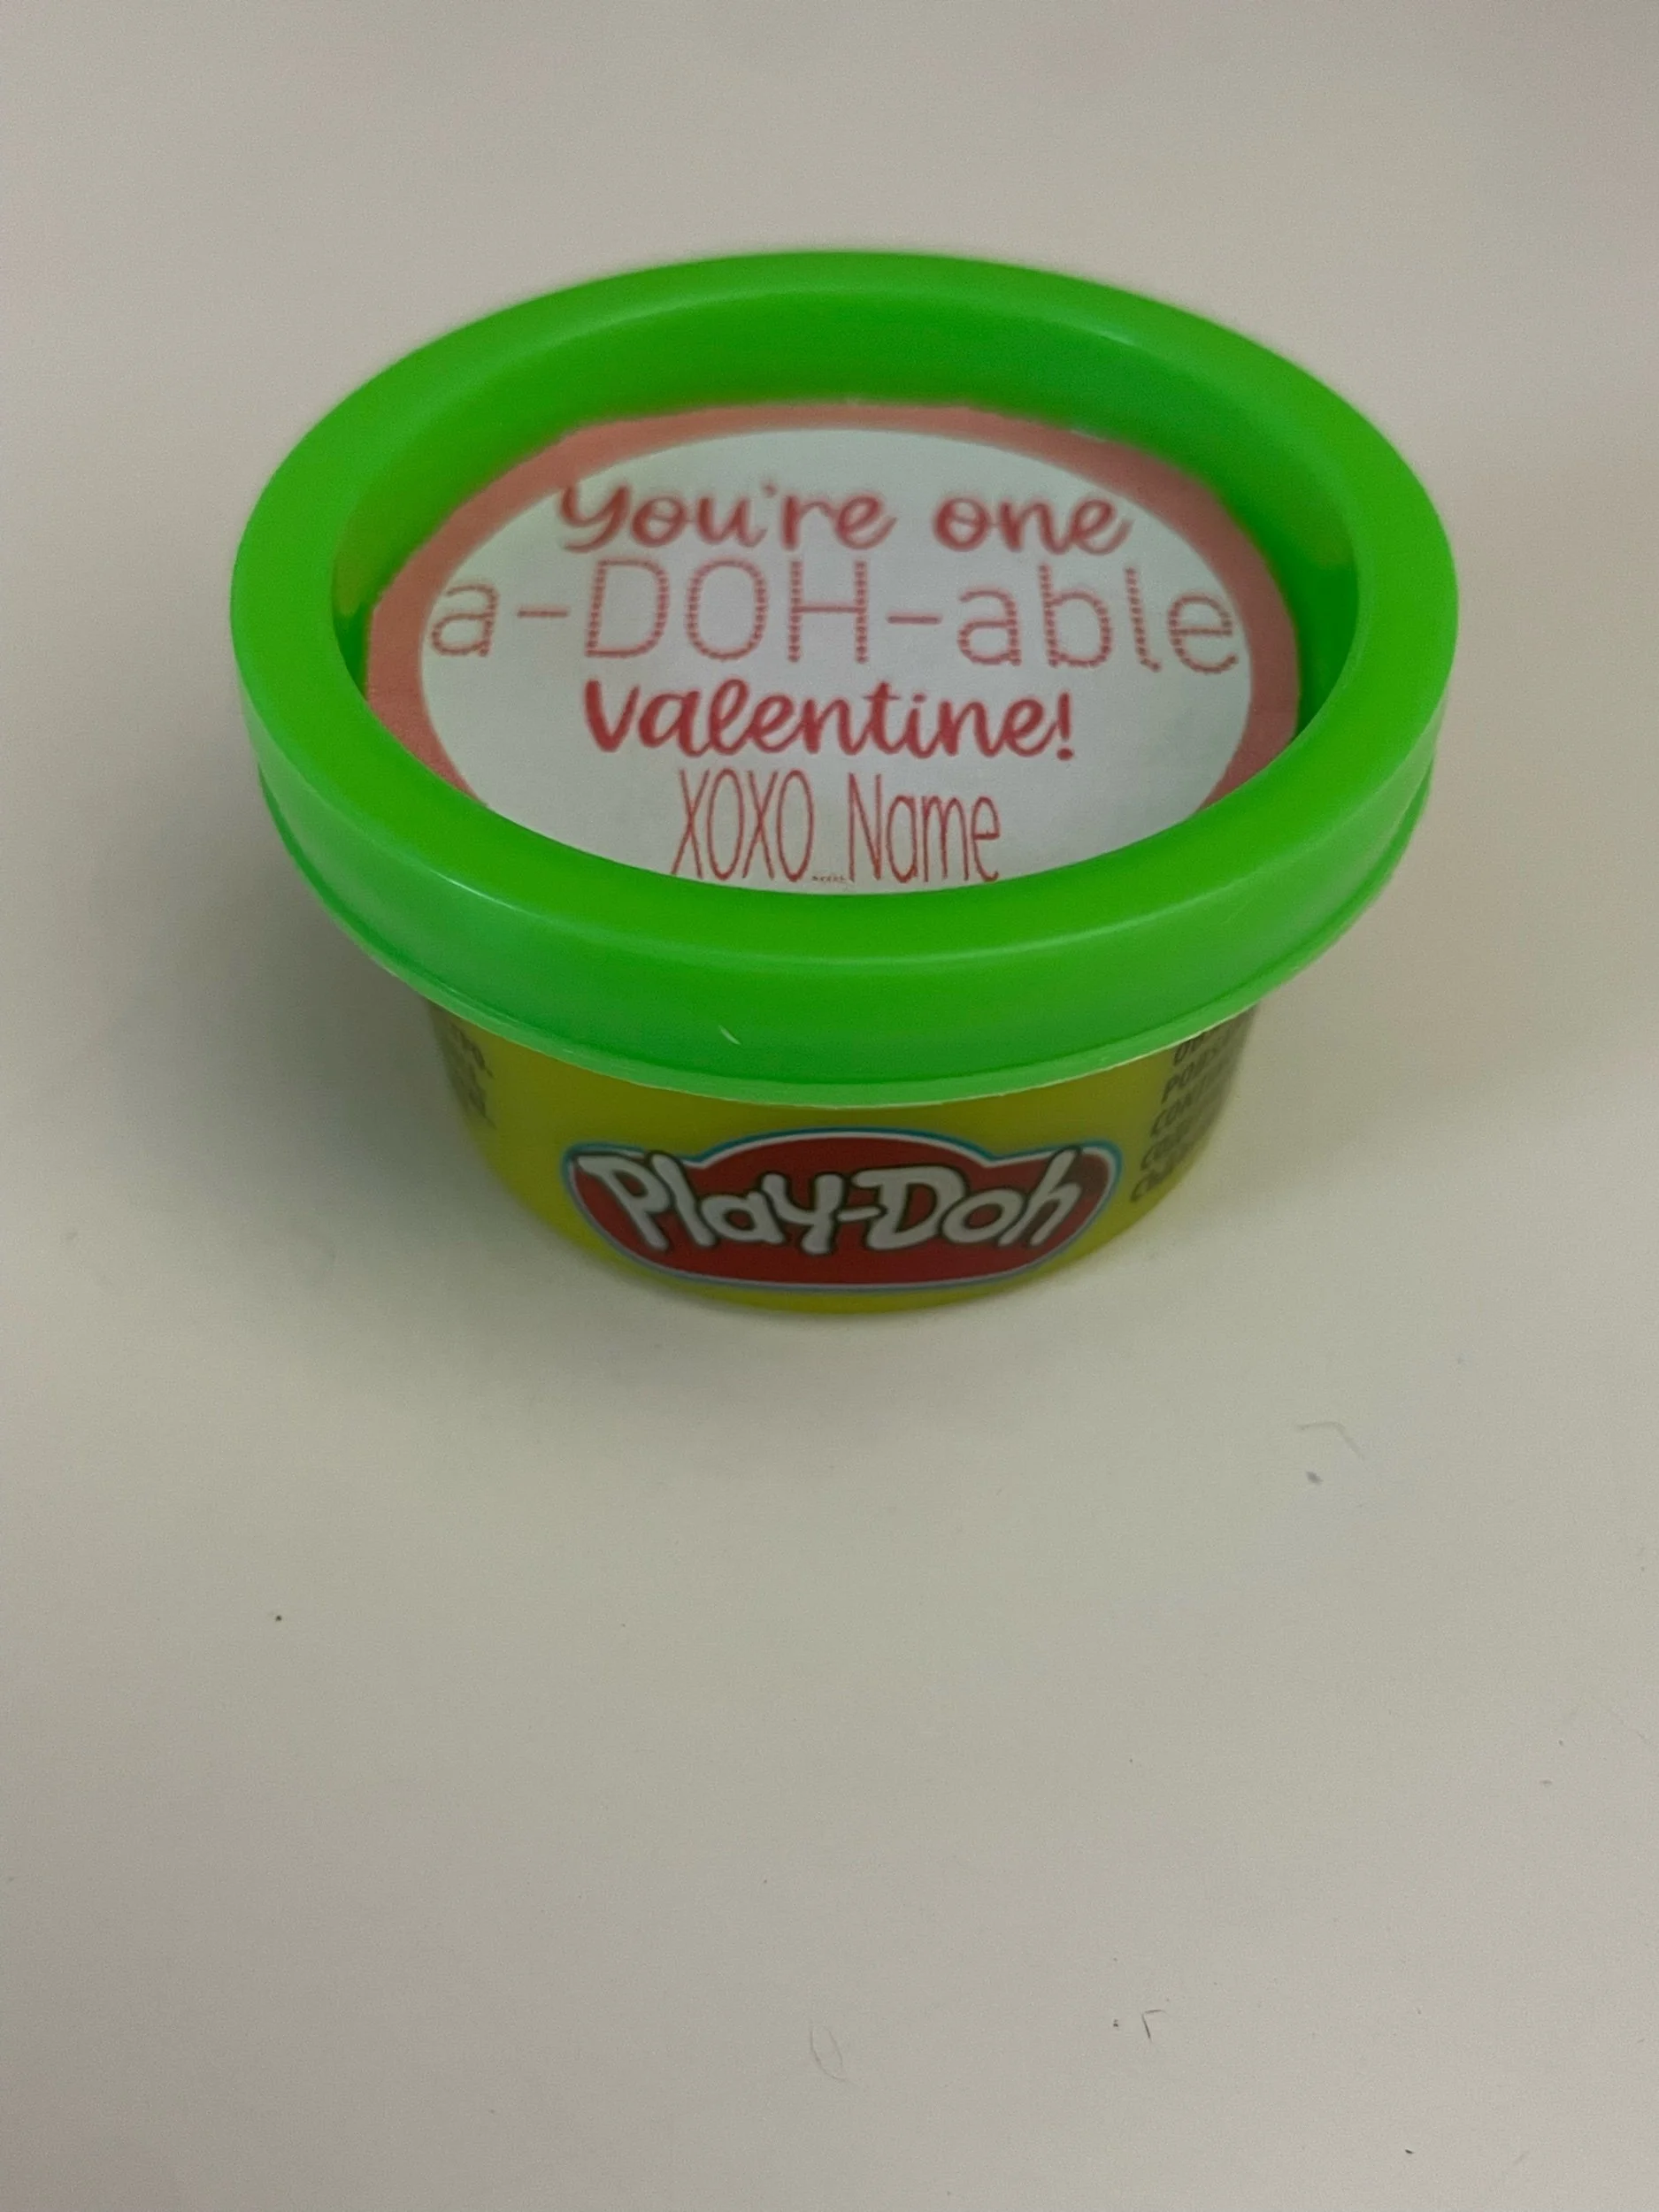 You're one
a-DOH-able
Valentine!
XOXO Name
Play-Doh